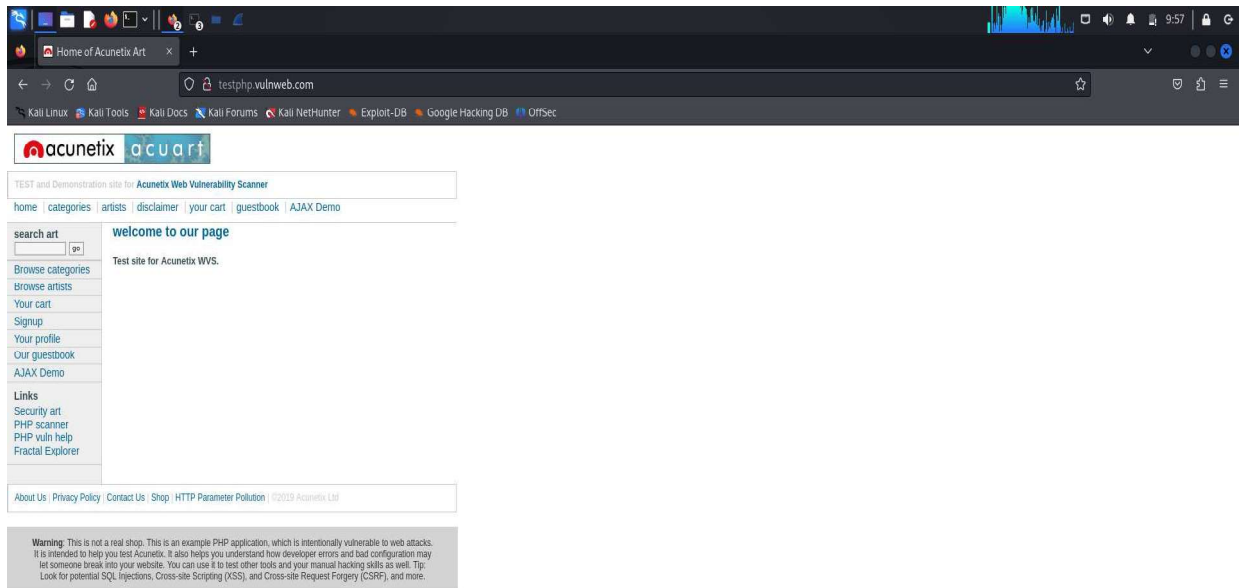 9:57
Home of Acunetix Art
testphp.vulnweb.com
Kali Linux Kali Tools Kali Docs Kali Forums Kali NetHunter Exploit-DB Google Hacking DB OffSec
acunetix acuart
TEST and Demonstration site for Acunetix Web Vulnerability Scanner
home | categories | artists | disclaimer | your cart | guestbook | AJAX Demo
search art
go
Browse categories
Browse artists
Your cart
Signup
Your profile
Our guestbook
AJAX Demo
Links
Security art
PHP scanner
PHP vuln help
Fractal Explorer
welcome to our page
Test site for Acunetix WVS.
About Us | Privacy Policy | Contact Us | Shop | HTTP Parameter Pollution | ©2019 Acunetix Ltd
Warning: This is not a real shop. This is an example PHP application, which is intentionally vulnerable to web attacks.
It is intended to help you test Acunetix. It also helps you understand how developer errors and bad configuration may
let someone break into your website. You can use it to test other tools and your manual hacking skills as well. Tip:
Look for potential SQL Injections, Cross-site Scripting (XSS), and Cross-site Request Forgery (CSRF), and more.